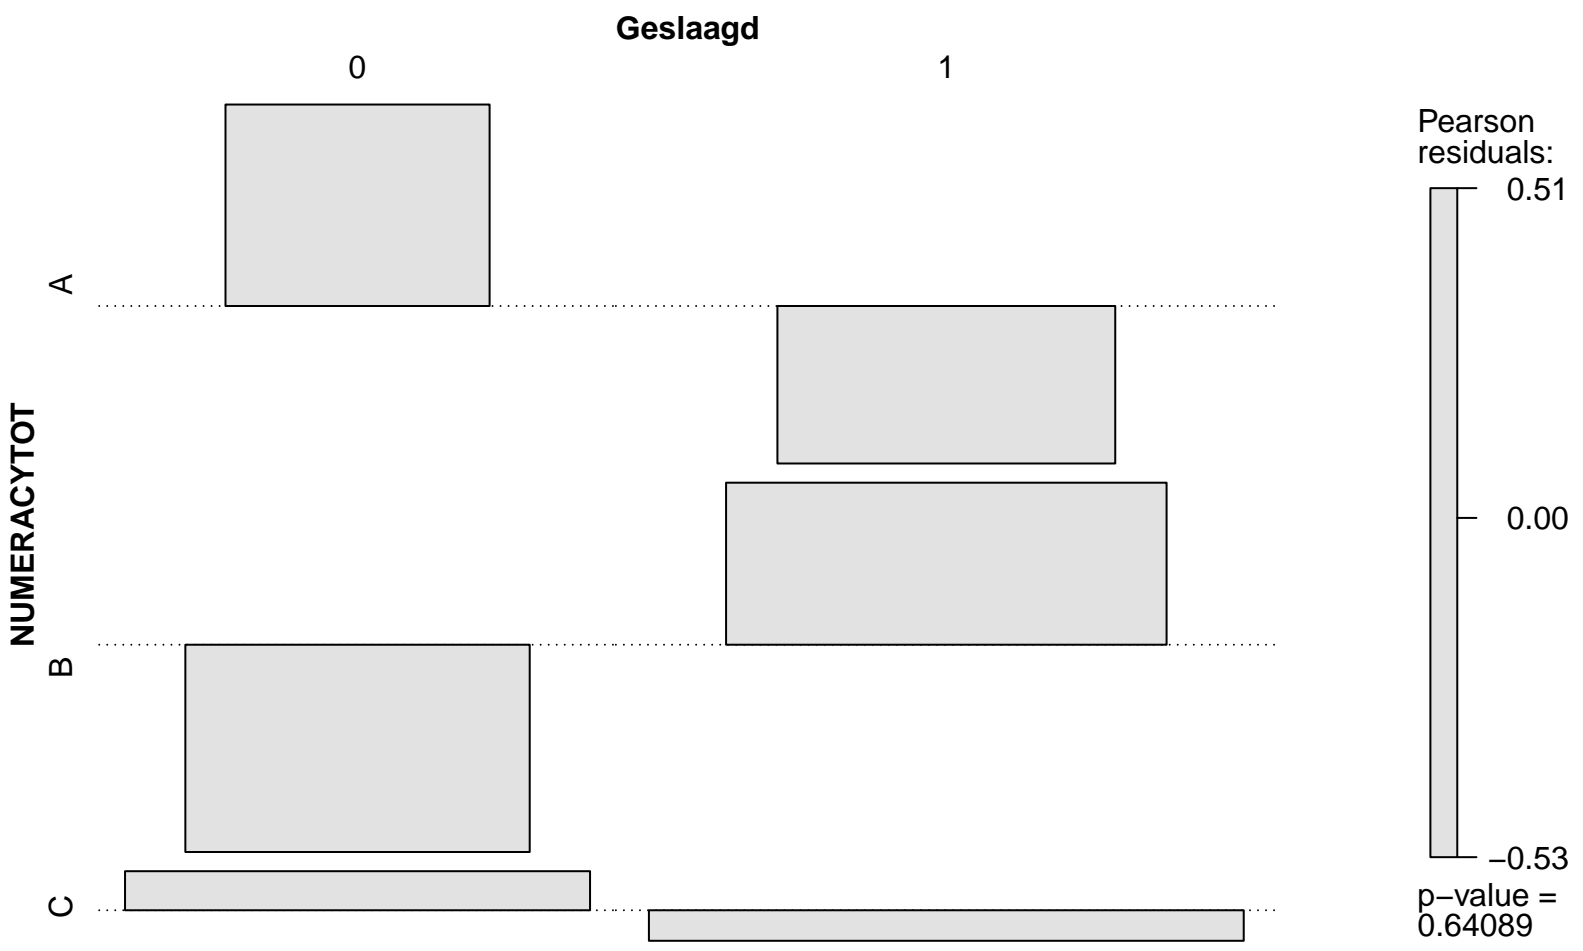 Geslaagd
0 1
NUMERACYTOT
A
B
C
Pearson
residuals:
0.51
0.00
−0.53
p−value =
0.64089